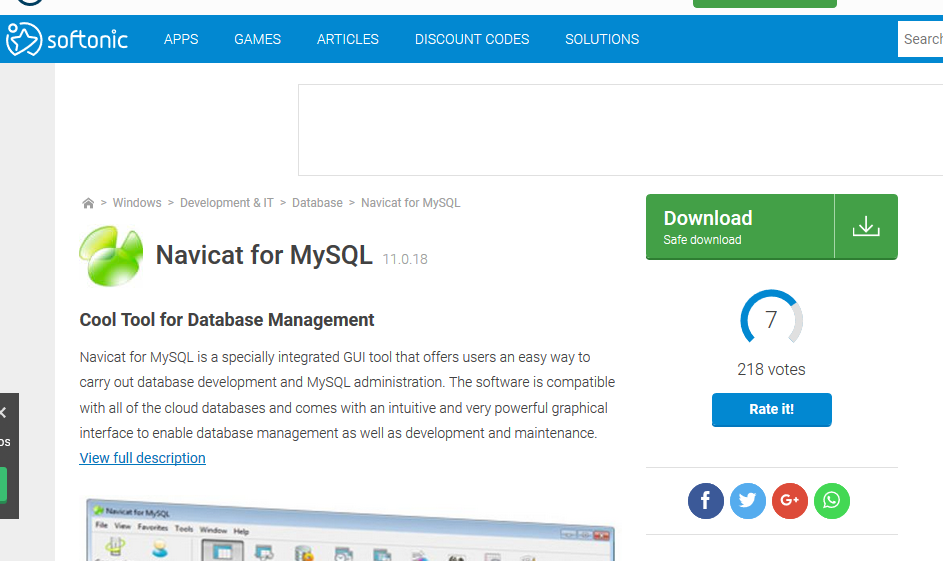 softonic APPS GAMES ARTICLES DISCOUNT CODES SOLUTIONS Search
> Windows > Development & IT > Database > Navicat for MySQL
Navicat for MySQL 11.0.18
Cool Tool for Database Management
Navicat for MySQL is a specially integrated GUI tool that offers users an easy way to
carry out database development and MySQL administration. The software is compatible
with all of the cloud databases and comes with an intuitive and very powerful graphical
interface to enable database management as well as development and maintenance.
View full description
Navicat for MySQL
File View Favorites Tools Window Help
Download
Safe download
7
218 votes
Rate it!
G+